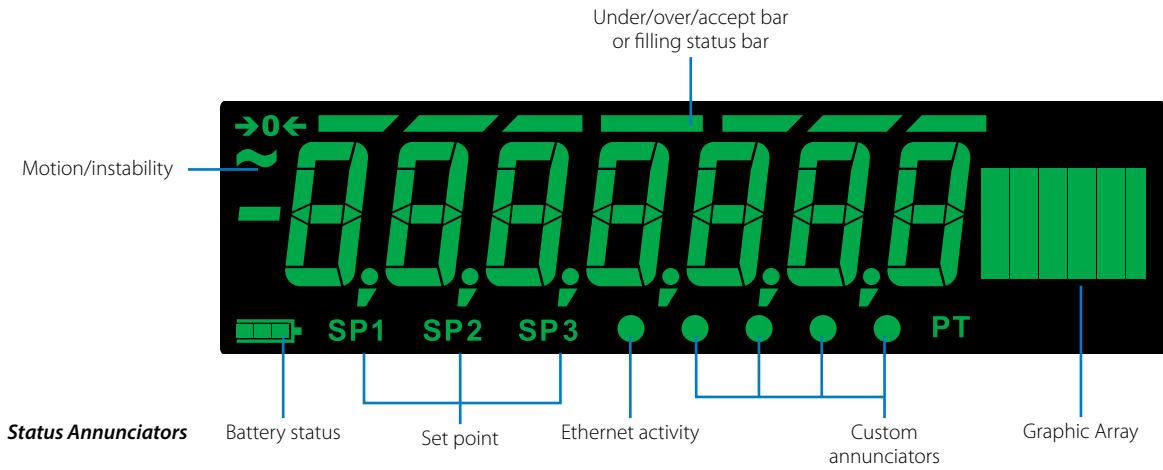 Under/over/accept bar
or filling status bar
→0←
~
Motion/instability
-
8,8,8,8,8,8,8
SP1 SP2 SP3 PT
Status Annunciators
Battery status
Set point
Ethernet activity
Custom
annunciators
Graphic Array